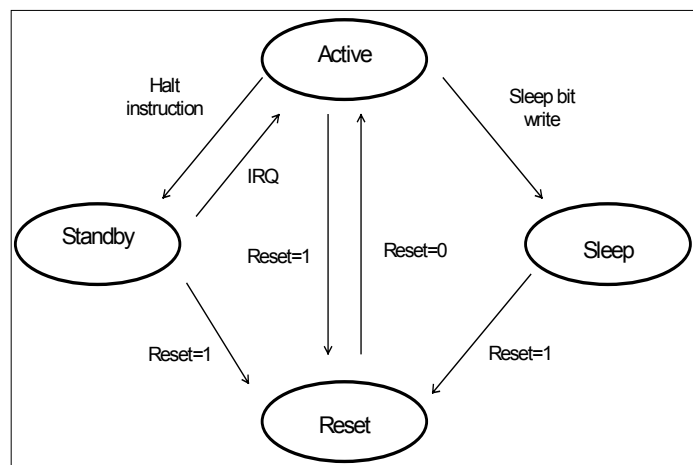 Active
Halt
instruction
Sleep bit
write
IRQ
Standby
Sleep
Reset=1
Reset=0
Reset=1
Reset=1
Reset